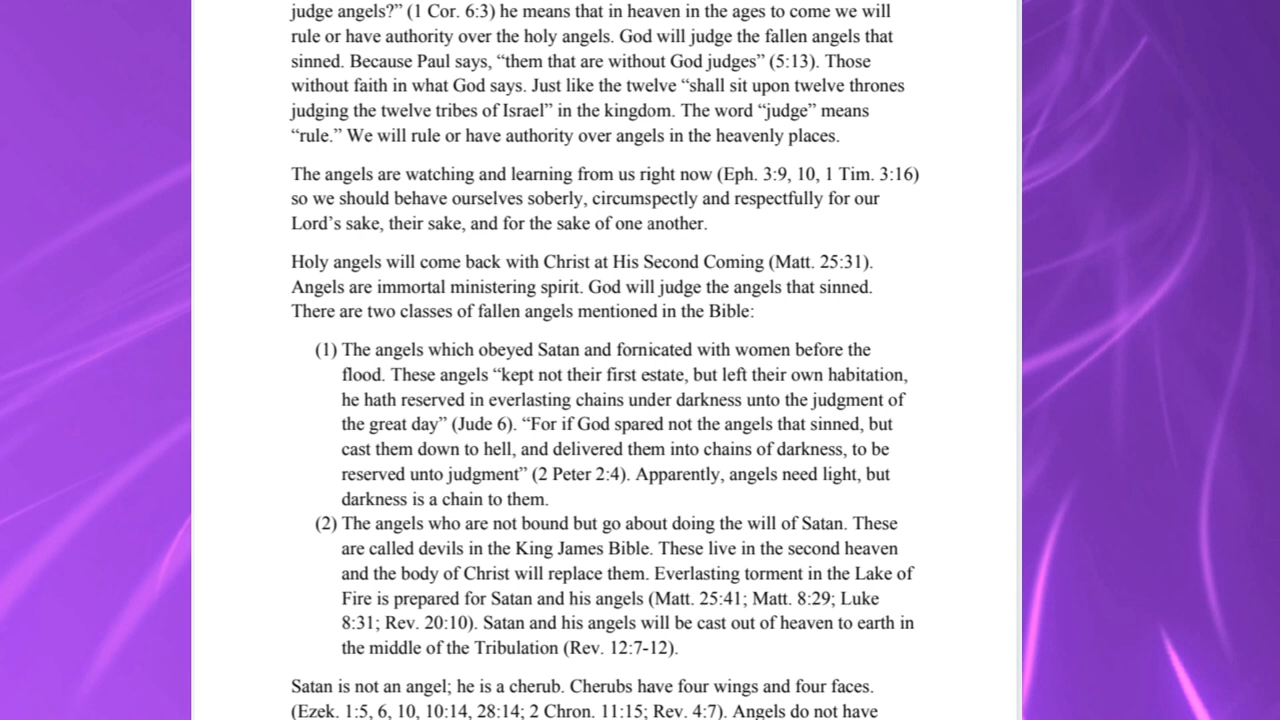 judge angels?” (1 Cor. 6:3) he means that in heaven in the ages to come we will
rule or have authority over the holy angels. God will judge the fallen angels that
sinned. Because Paul says, “them that are without God judges” (5:13). Those
without faith in what God says. Just like the twelve “shall sit upon twelve thrones
judging the twelve tribes of Israel” in the kingdom. The word “judge” means
“rule.” We will rule or have authority over angels in the heavenly places.
The angels are watching and learning from us right now (Eph. 3:9, 10, 1 Tim. 3:16)
so we should behave ourselves soberly, circumspectly and respectfully for our
Lord’s sake, their sake, and for the sake of one another.
Holy angels will come back with Christ at His Second Coming (Matt. 25:31).
Angels are immortal ministering spirit. God will judge the angels that sinned.
There are two classes of fallen angels mentioned in the Bible:
(1) The angels which obeyed Satan and fornicated with women before the
flood. These angels “kept not their first estate, but left their own habitation,
he hath reserved in everlasting chains under darkness unto the judgment of
the great day” (Jude 6). “For if God spared not the angels that sinned, but
cast them down to hell, and delivered them into chains of darkness, to be
reserved unto judgment” (2 Peter 2:4). Apparently, angels need light, but
darkness is a chain to them.
(2) The angels who are not bound but go about doing the will of Satan. These
are called devils in the King James Bible. These live in the second heaven
and the body of Christ will replace them. Everlasting torment in the Lake of
Fire is prepared for Satan and his angels (Matt. 25:41; Matt. 8:29; Luke
8:31; Rev. 20:10). Satan and his angels will be cast out of heaven to earth in
the middle of the Tribulation (Rev. 12:7-12).
Satan is not an angel; he is a cherub. Cherubs have four wings and four faces.
(Ezek. 1:5, 6, 10, 10:14, 28:14; 2 Chron. 11:15; Rev. 4:7). Angels do not have